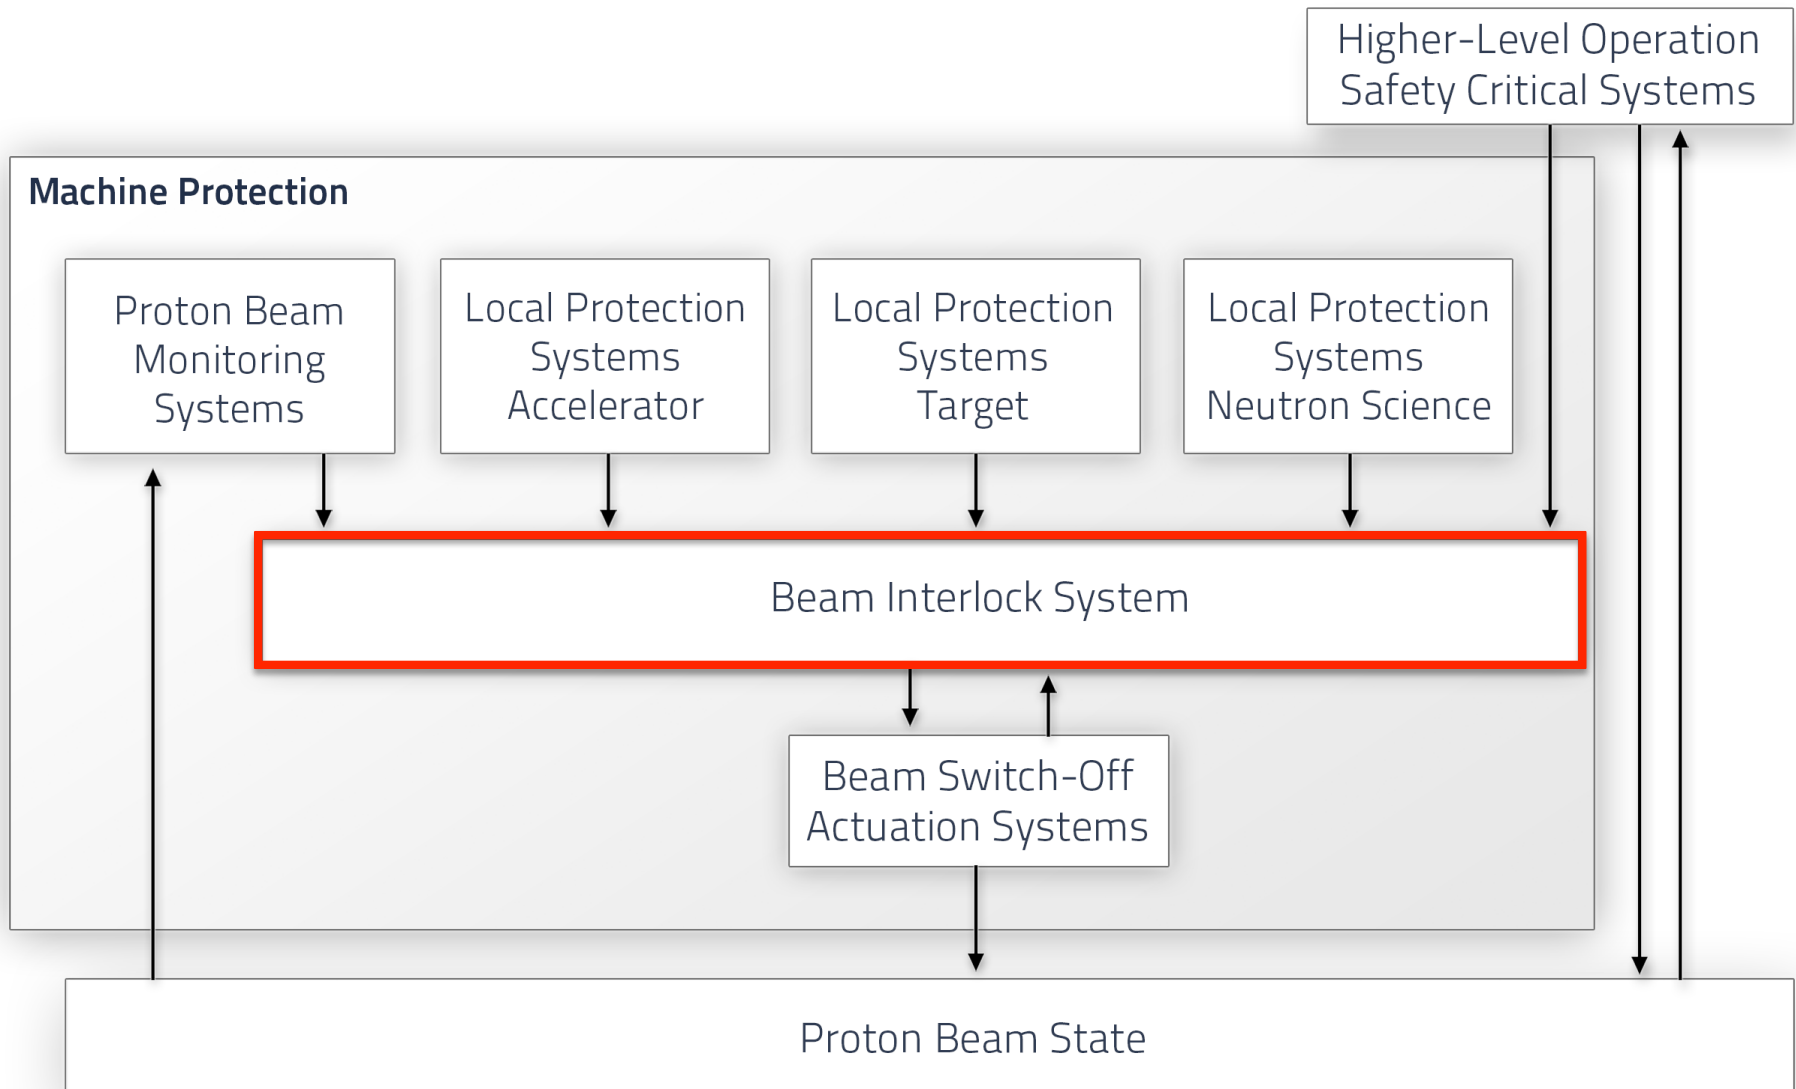 Higher-Level Operation
Safety Critical Systems
Machine Protection
Proton Beam
Monitoring
Systems
Local Protection
Systems
Accelerator
Local Protection
Systems
Target
Local Protection
Systems
Neutron Science
Beam Interlock System
Beam Switch-Off
Actuation Systems
Proton Beam State